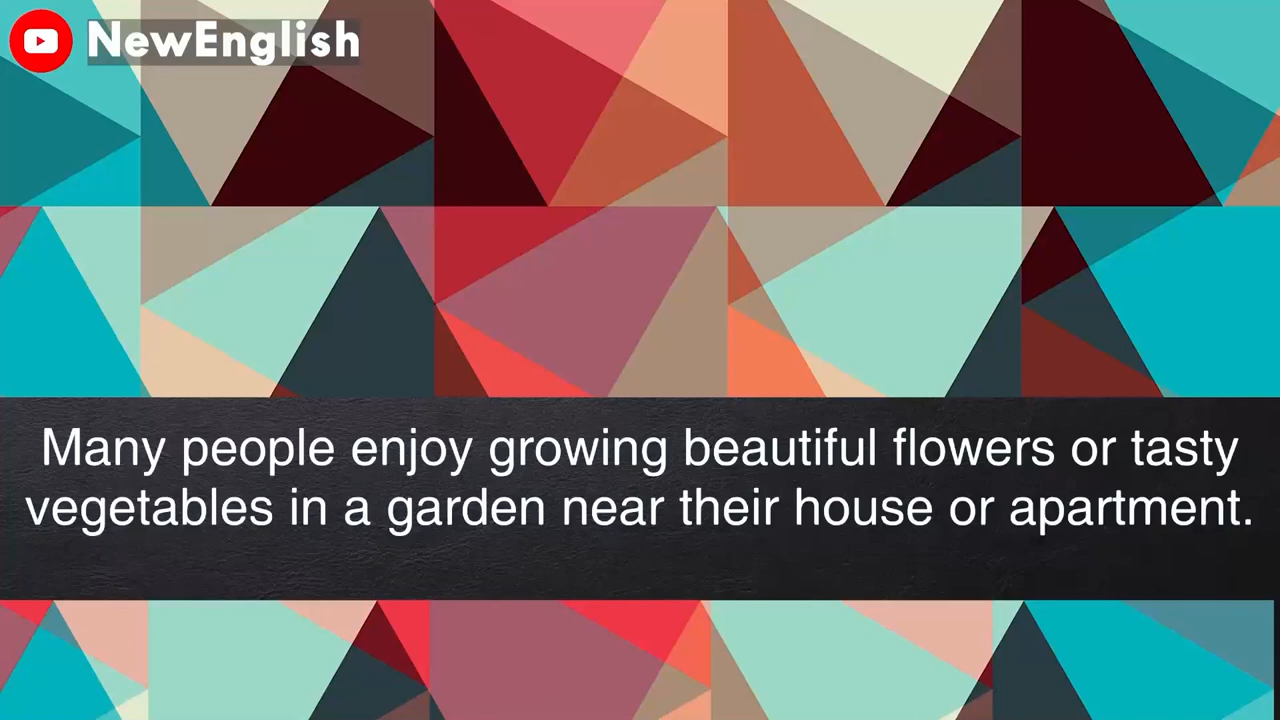 NewEnglish
Many people enjoy growing beautiful flowers or tasty
vegetables in a garden near their house or apartment.